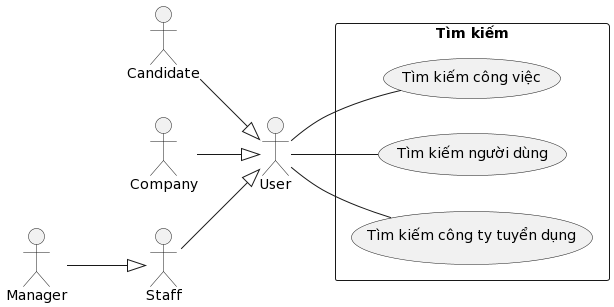 Tìm kiếm
Candidate
Tìm kiếm công việc
Company
User
Tìm kiếm người dùng
Tìm kiếm công ty tuyển dụng
Manager
Staff